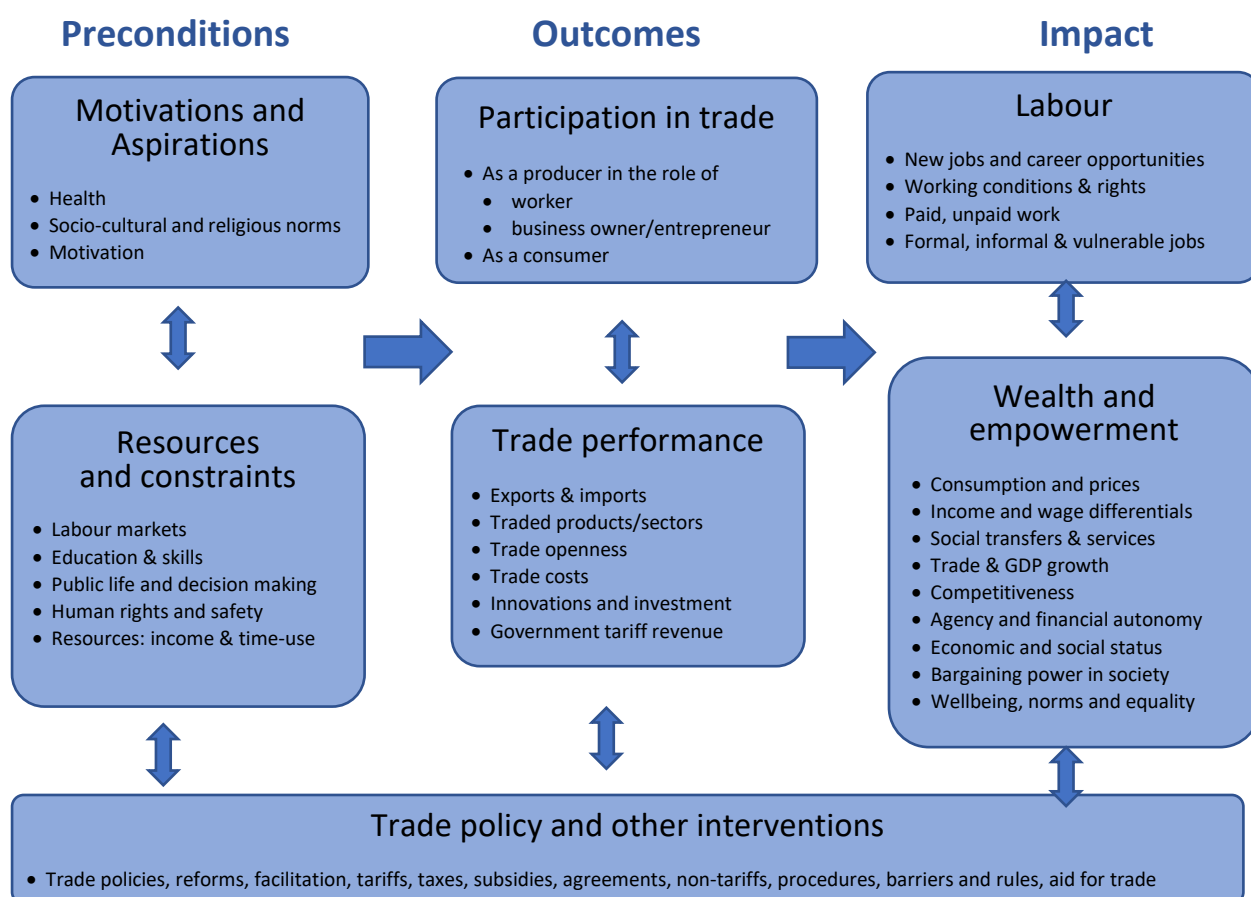 Preconditions
Outcomes
Impact
Motivations and
Aspirations
• Health
• Socio-cultural and religious norms
• Motivation
Resources
and constraints
• Labour markets
• Education & skills
• Public life and decision making
• Human rights and safety
• Resources: income & time-use
Participation in trade
• As a producer in the role of
• worker
• business owner/entrepreneur
• As a consumer
Trade performance
• Exports & imports
• Traded products/sectors
• Trade openness
• Trade costs
• Innovations and investment
• Government tariff revenue
Labour
• New jobs and career opportunities
• Working conditions & rights
• Paid, unpaid work
• Formal, informal & vulnerable jobs
Wealth and
empowerment
• Consumption and prices
• Income and wage differentials
• Social transfers & services
• Trade & GDP growth
• Competitiveness
• Agency and financial autonomy
• Economic and social status
• Bargaining power in society
• Wellbeing, norms and equality
Trade policy and other interventions
• Trade policies, reforms, facilitation, tariffs, taxes, subsidies, agreements, non-tariffs, procedures, barriers and rules, aid for trade